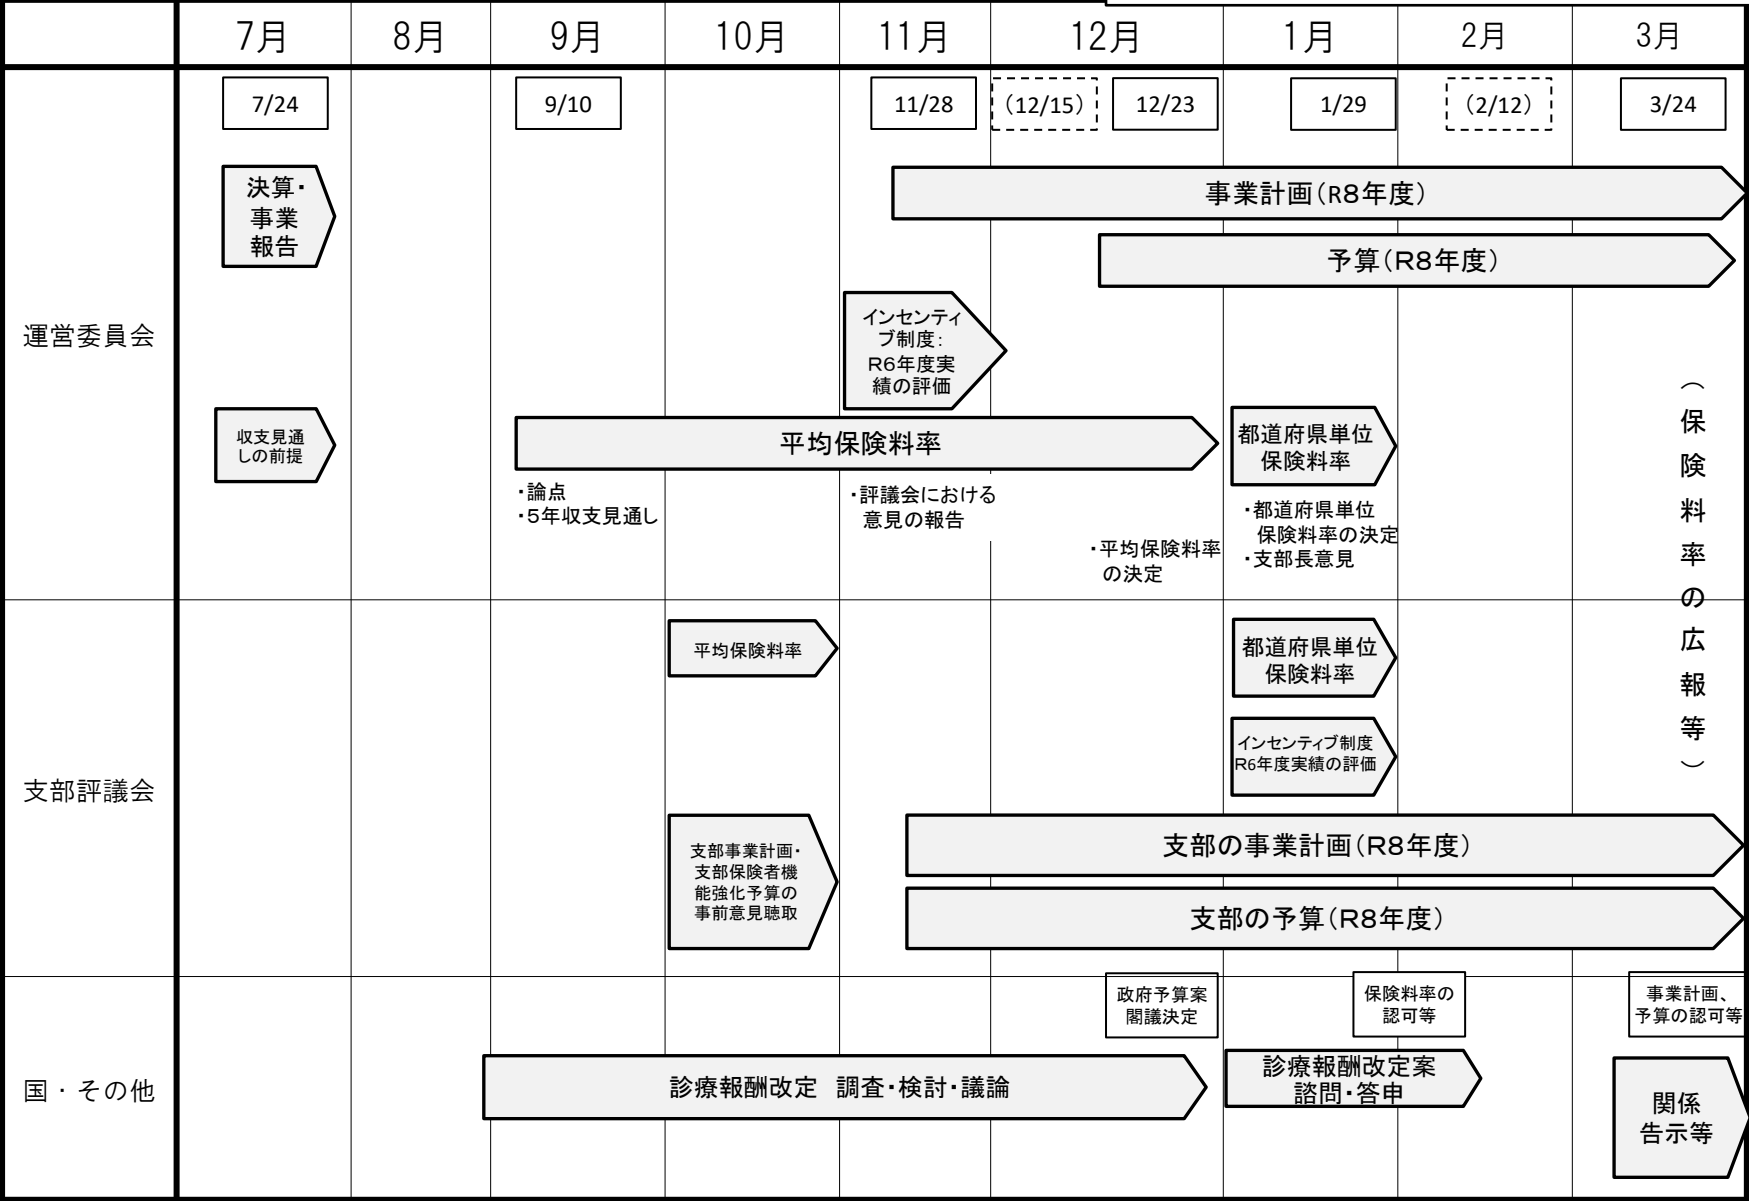 7月
8月
9月
10月
11月
12月
1月
2月
3月
運営委員会
7/24
9/10
11/28
(12/15)
12/23
1/29
(2/12)
3/24
決算・
事業
報告
事業計画(R8年度)
予算(R8年度)
インセンティ
ブ制度:
R6年度実
績の評価
収支見通
しの前提
平均保険料率
都道府県単位
保険料率
・論点
・5年収支見通し
・評議会における
意見の報告
・平均保険料率
の決定
・都道府県単位
保険料率の決定
・支部長意見
(保険料率の広報等)
支部評議会
平均保険料率
都道府県単位
保険料率
インセンティブ制度
R6年度実績の評価
支部事業計画・
支部保険者機
能強化予算の
事前意見聴取
支部の事業計画(R8年度)
支部の予算(R8年度)
国・その他
政府予算案
閣議決定
保険料率の
認可等
事業計画、
予算の認可等
診療報酬改定 調査・検討・議論
診療報酬改定案
諮問・答申
関係
告示等